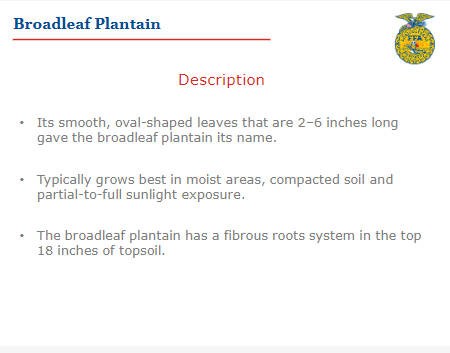 Broadleaf Plantain
FFA
Description
• Its smooth, oval-shaped leaves that are 2–6 inches long
gave the broadleaf plantain its name.
• Typically grows best in moist areas, compacted soil and
partial-to-full sunlight exposure.
• The broadleaf plantain has a fibrous roots system in the top
18 inches of topsoil.